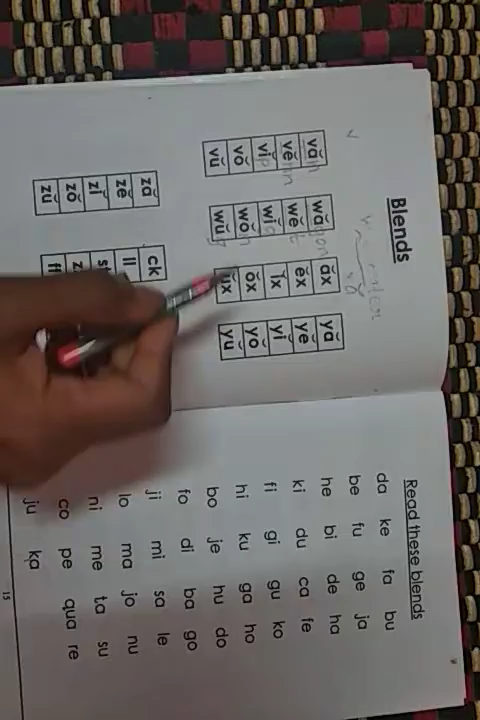 Blends
vă wă ăx yă
vĕ wĕ ĕx yĕ
vĭ wĭ ĭx yĭ
vŏ wŏ ŏx yŏ
vŭ wŭ ŭx yŭ
ză ck
zĕ ll
zĭ
zŏ
zŭ
Read these blends
da ke fa bu
be fu ge ja
he bi de ha
ki du ca fe
fi gi gu ko
hi ku ga ho
bo je hu do
fo di ba go
ji mi sa le
lo ma jo nu
ni me ta su
co pe qua re
ju ka
15